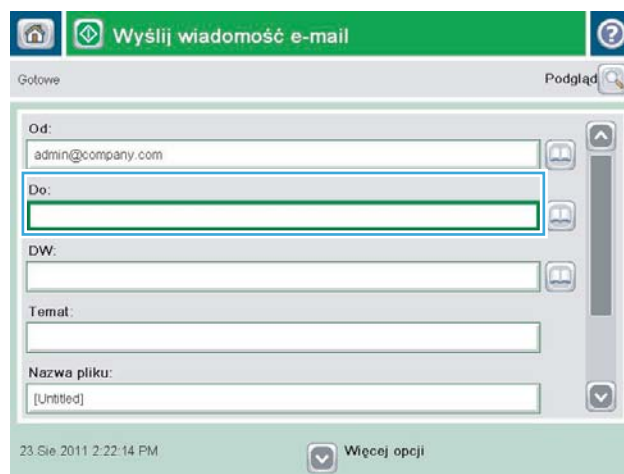 Wyślij wiadomość e-mail
Gotowe Podgląd
Od:
admin@company.com
Do:
DW:
Temat:
Nazwa pliku:
[Untitled]
23 Sie 2011 2:22:14 PM Więcej opcji